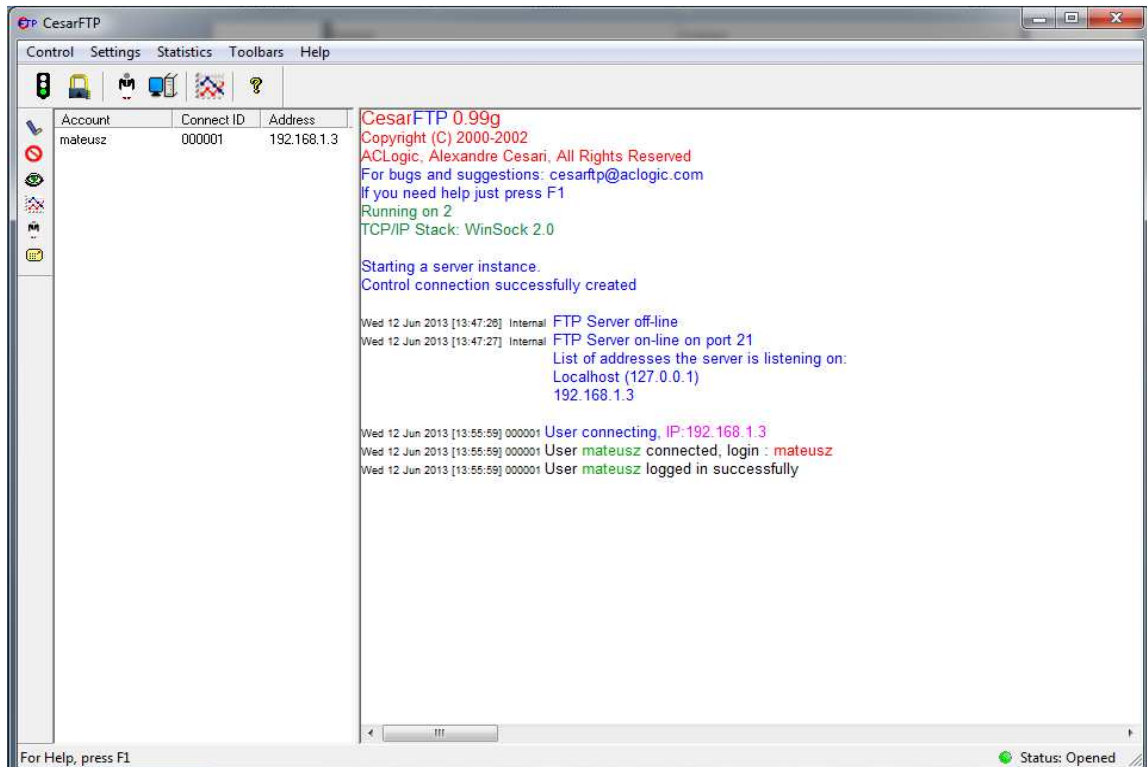 FTP CesarFTP
Control Settings Statistics Toolbars Help
Account Connect ID Address
mateusz 000001 192.168.1.3
CesarFTP 0.99g
Copyright (C) 2000-2002
ACLogic, Alexandre Cesari, All Rights Reserved
For bugs and suggestions: cesarftp@aclogic.com
If you need help just press F1
Running on 2
TCP/IP Stack: WinSock 2.0
Starting a server instance.
Control connection successfully created
Wed 12 Jun 2013 [13:47:26] Internal FTP Server off-line
Wed 12 Jun 2013 [13:47:27] Internal FTP Server on-line on port 21
List of addresses the server is listening on:
Localhost (127.0.0.1)
192.168.1.3
Wed 12 Jun 2013 [13:55:59] 000001 User connecting, IP:192.168.1.3
Wed 12 Jun 2013 [13:55:59] 000001 User mateusz connected, login : mateusz
Wed 12 Jun 2013 [13:55:59] 000001 User mateusz logged in successfully
For Help, press F1
Status: Opened